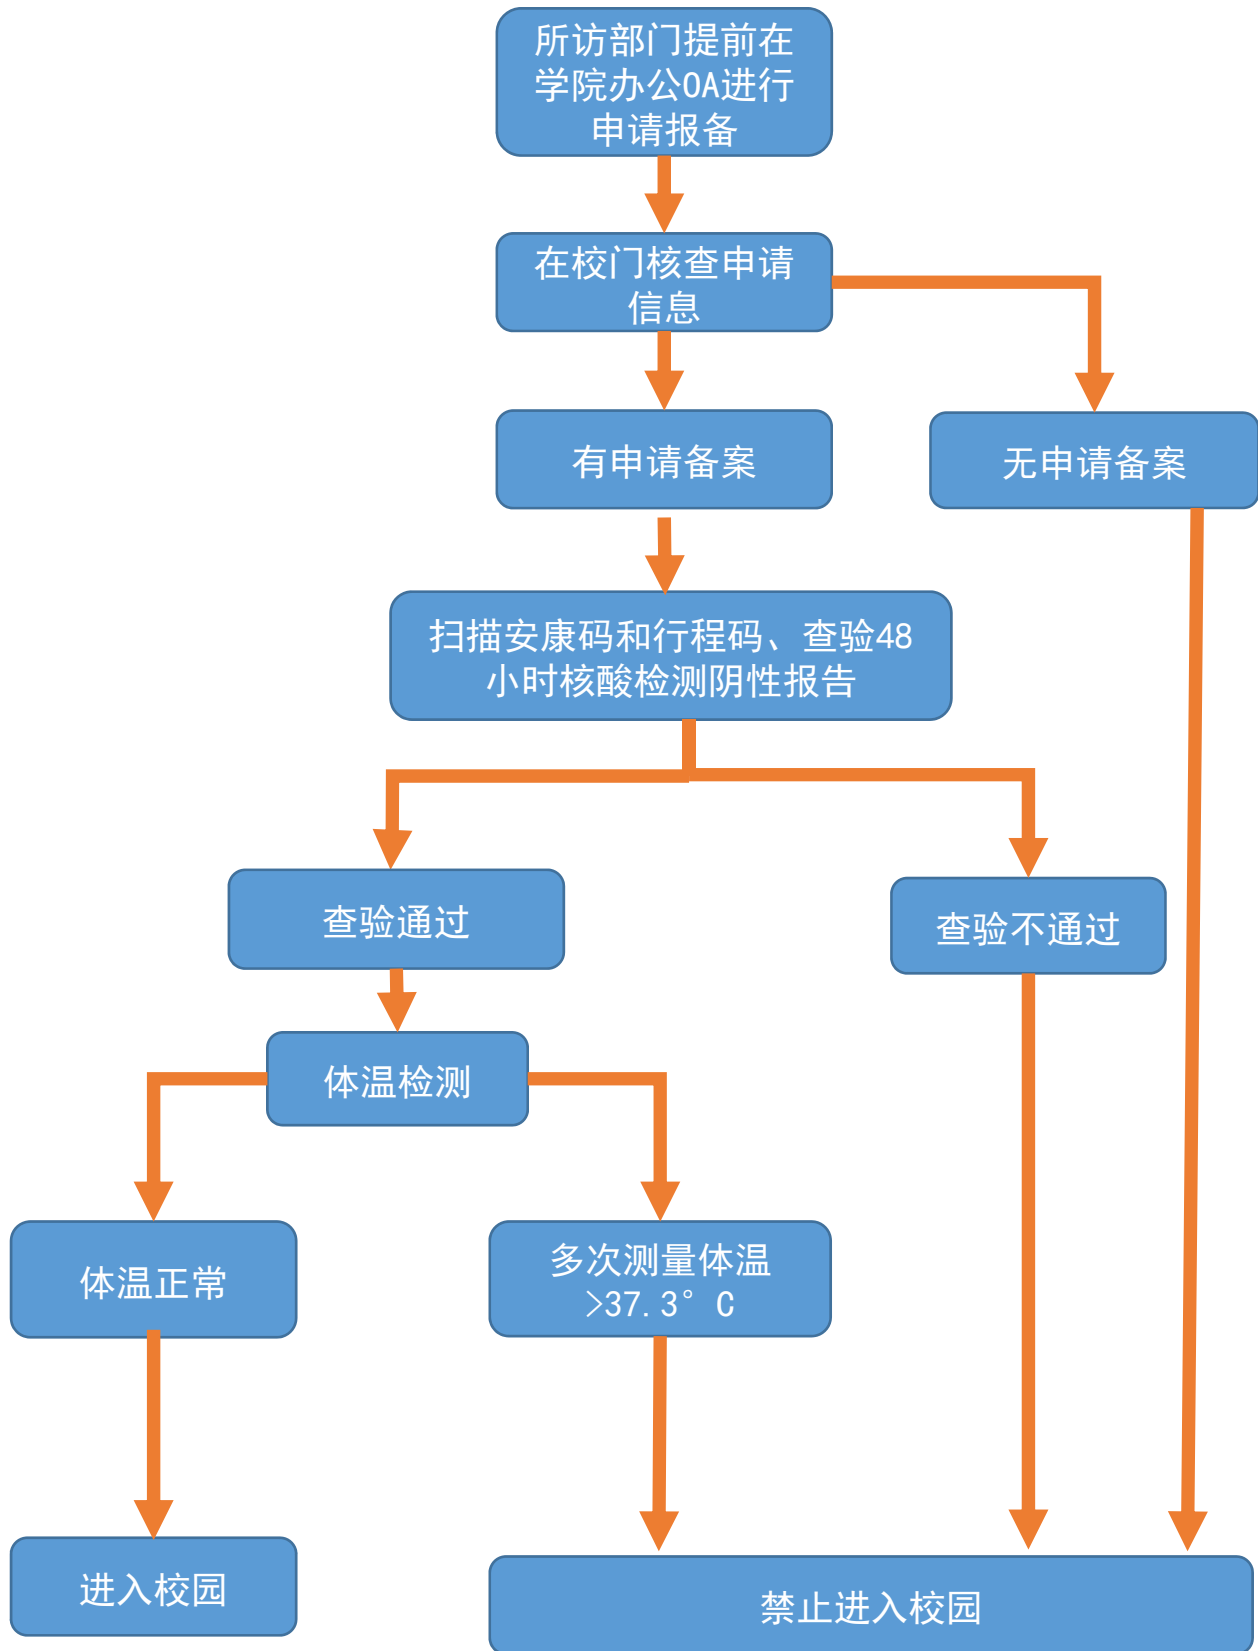 所访部门提前在
学院办公OA进行
申请报备
在校门核查申请
信息
有申请备案
无申请备案
扫描安康码和行程码、查验48
小时核酸检测阴性报告
查验通过
查验不通过
体温检测
体温正常
多次测量体温
>37.3°C
进入校园
禁止进入校园